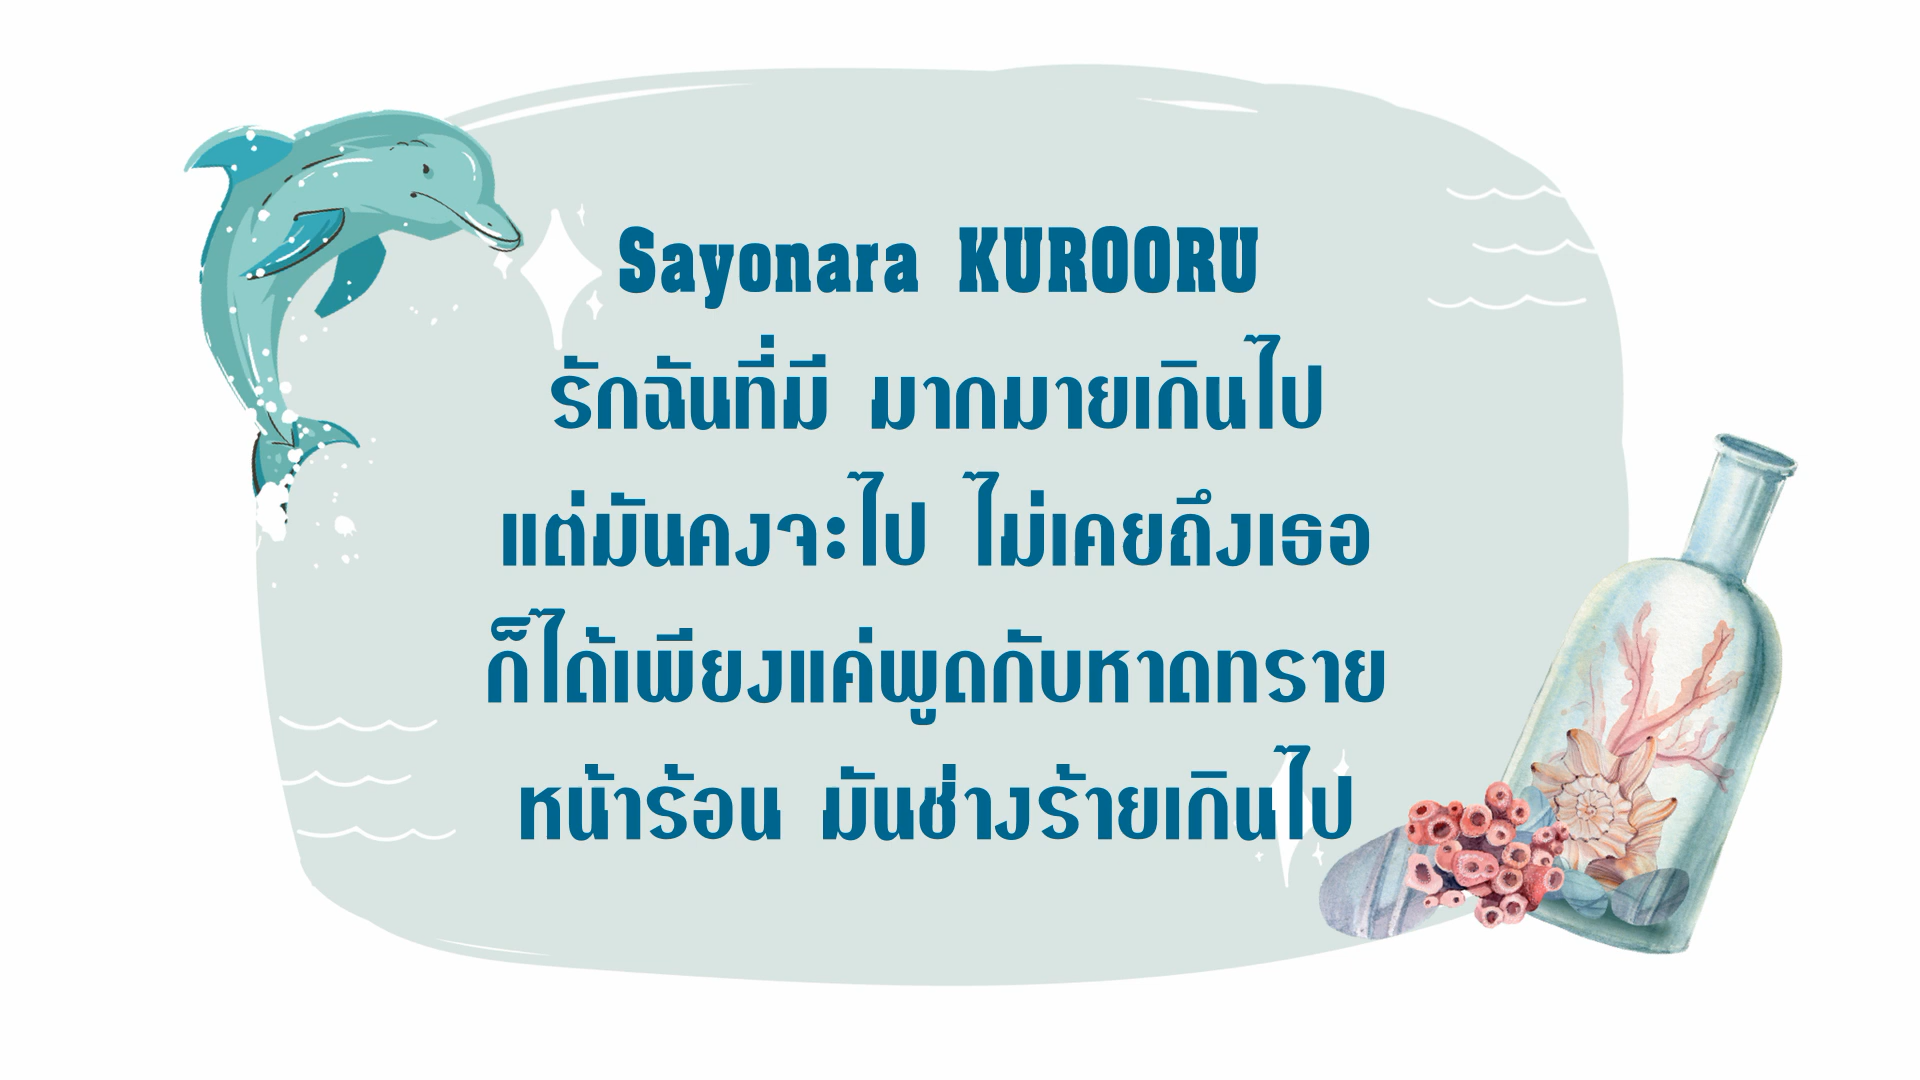 Sayonara KUROORU
รักฉันที่มี มากมายเกินไป
แต่มันคงจะไป ไม่เคยถึงเธอ
ก็ได้เพียงแค่พูดกับหาดทราย
หน้าร้อน มันช่างร้ายเกินไป